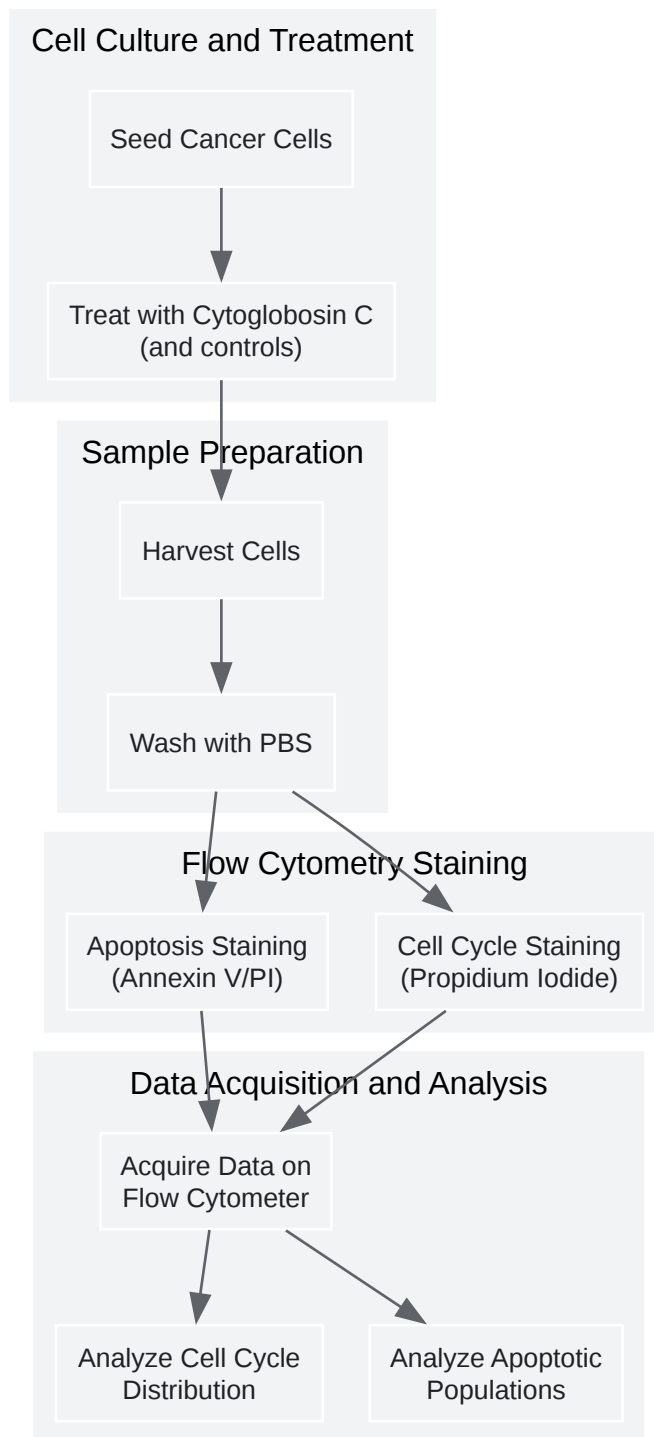 Cell Culture and Treatment
Seed Cancer Cells
Treat with Cytoglobosin C
(and controls)
Sample Preparation
Harvest Cells
Wash with PBS
Flow Cytometry Staining
Apoptosis Staining
(Annexin V/PI)
Cell Cycle Staining
(Propidium Iodide)
Data Acquisition and Analysis
Acquire Data on
Flow Cytometer
Analyze Cell Cycle
Distribution
Analyze Apoptotic
Populations